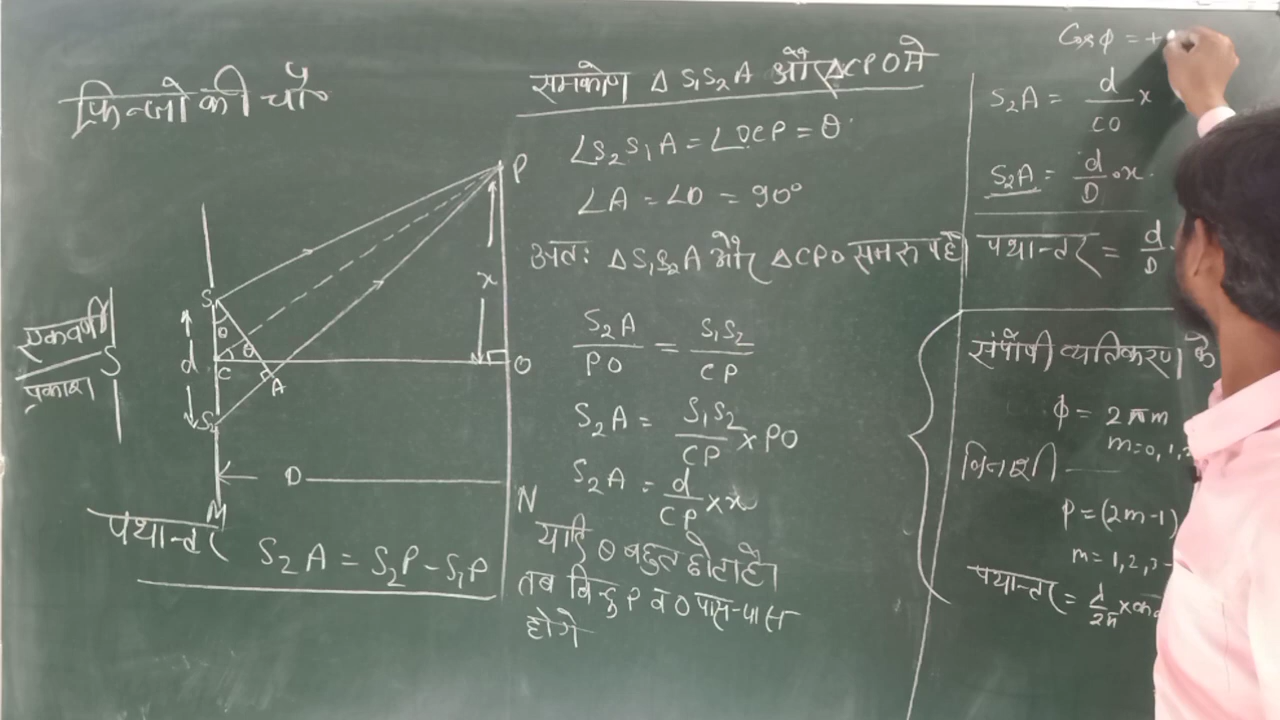 फ्रिन्जो की चौ०
एकवर्णी
प्रकाश
S
S₁
θ
θ
d
C
A
S₂
D
M
P
x
O
N
पथान्तर
S₂A = S₂P - S₁P
समकोण Δ S₁S₂A और ΔCPO में
∠S₂S₁A = ∠OCP = θ
∠A = ∠O = 90°
अतः ΔS₁S₂A और ΔCPO समरूप है
S₂A/PO = S₁S₂/CP
S₂A = S₁S₂/CP × PO
S₂A = d/CP × x
यदि θ बहुत छोटा है।
तब बिन्दु P व O पास-पास
होगे
Cos φ = +
S₂A = d/CO ×
S₂A = d/D · x
पथान्तर = d/D ·
संपोषी व्यतिकरण के
φ = 2πm
m = 0, 1,
विनाशी
φ = (2m-1)
m = 1, 2, 3 -
पथान्तर = λ/2π ×